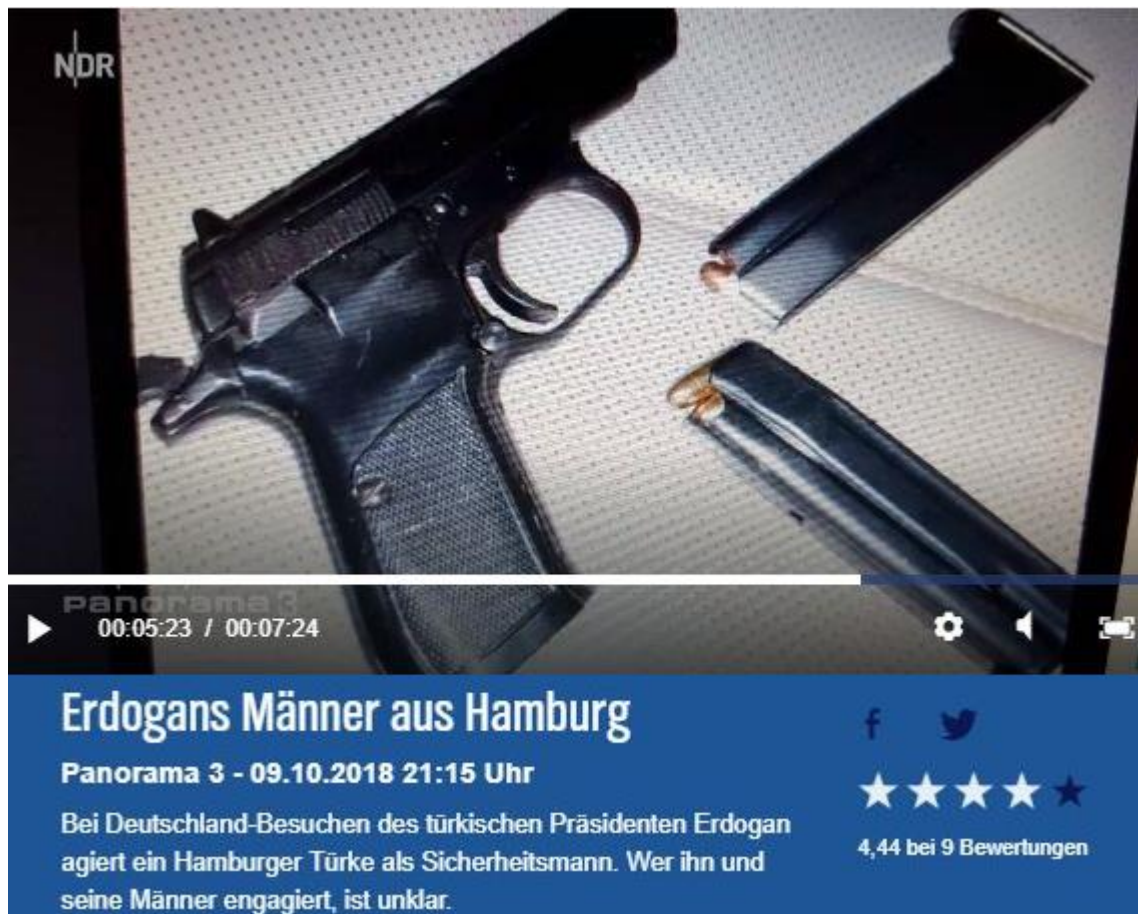 NDR
panorama 3
00:05:23 / 00:07:24
Erdogans Männer aus Hamburg
Panorama 3 - 09.10.2018 21:15 Uhr
Bei Deutschland-Besuchen des türkischen Präsidenten Erdogan
agiert ein Hamburger Türke als Sicherheitsmann. Wer ihn und
seine Männer engagiert, ist unklar.
4,44 bei 9 Bewertungen